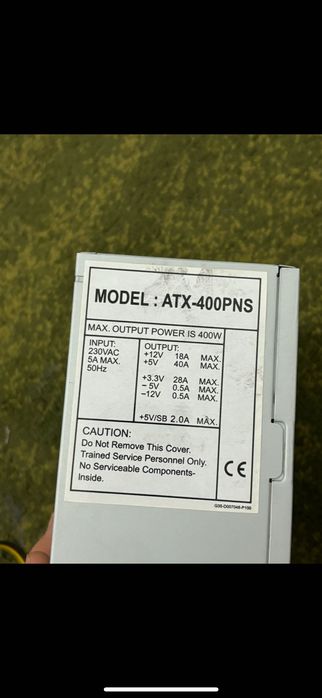 MODEL : ATX-400PNS
MAX. OUTPUT POWER IS 400W
INPUT:
230VAC
5A MAX.
50Hz
OUTPUT:
+12V 18A MAX.
+5V 40A MAX.
+3.3V 28A MAX.
- 5V 0.5A MAX.
-12V 0.5A MAX.
+5V/SB 2.0A MAX.
CAUTION:
Do Not Remove This Cover.
Trained Service Personnel Only.
No Serviceable Components-
Inside.
CE